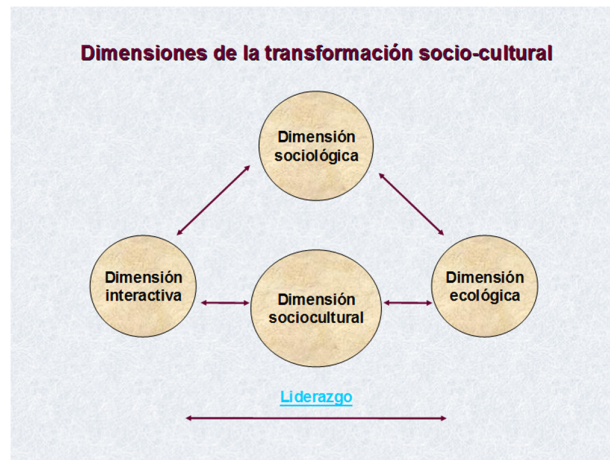 Dimensiones de la transformación socio-cultural
Dimensión
sociológica
Dimensión
interactiva
Dimensión
sociocultural
Dimensión
ecológica
Liderazgo